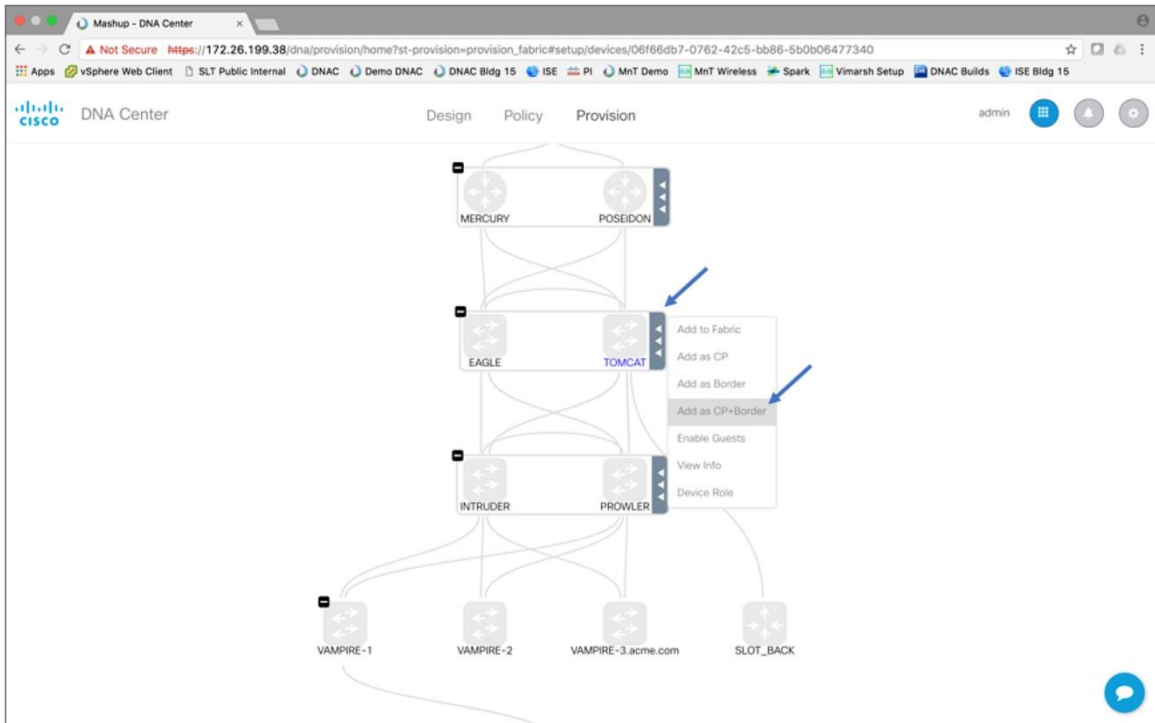 Mashup - DNA Center
Not Secure https://172.26.199.38/dna/provision/home?st-provision=provision_fabric#setup/devices/06f66db7-0762-42c5-bb86-5b0b06477340
Apps vSphere Web Client SLT Public Internal DNAC Demo DNAC DNAC Bldg 15 ISE PI MnT Demo MnT Wireless Spark Vimarsh Setup DNAC Builds ISE Bldg 15
CISCO DNA Center Design Policy Provision admin
MERCURY POSEIDON
EAGLE TOMCAT
Add to Fabric
Add as CP
Add as Border
Add as CP+Border
Enable Guests
View Info
Device Role
INTRUDER PROWLER
VAMPIRE-1 VAMPIRE-2 VAMPIRE-3.acme.com SLOT_BACK